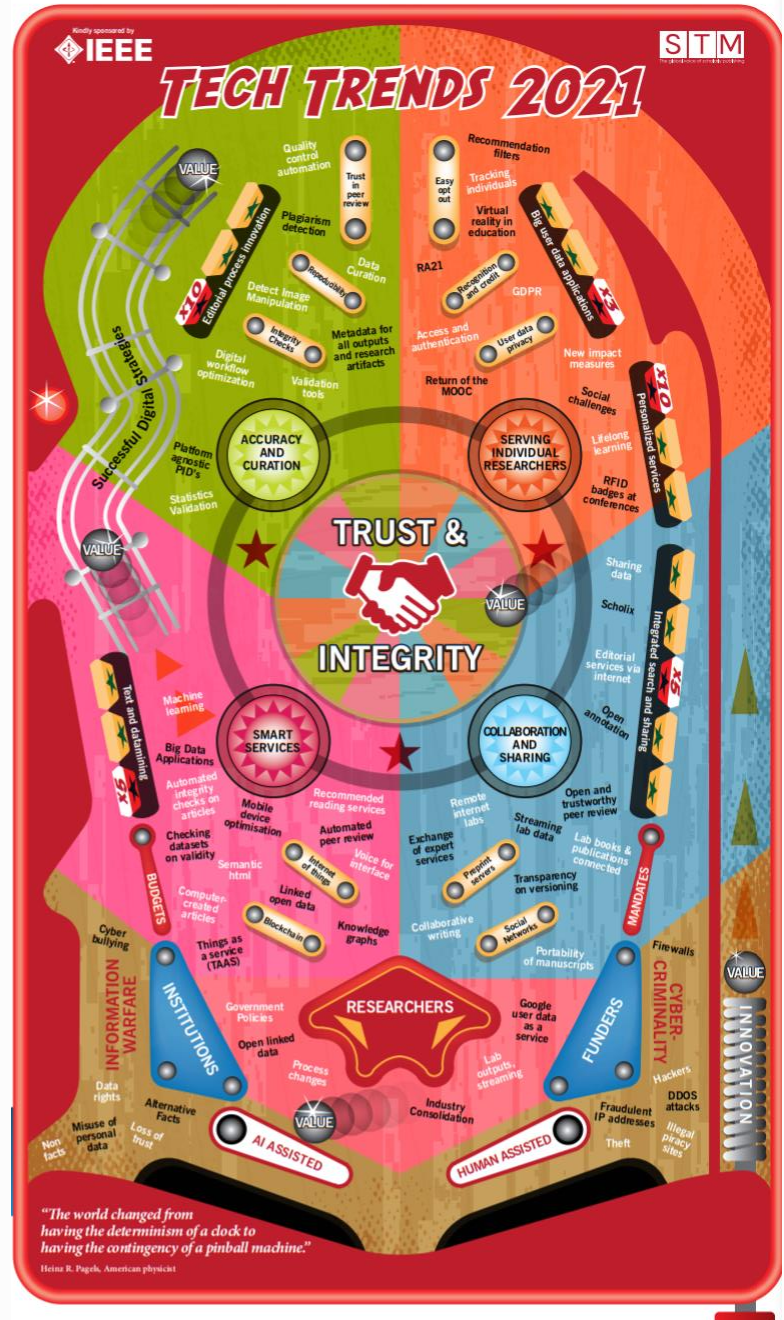 Kindly sponsored by
IEEE
STM
The global voice of scholarly publishing
TECH TRENDS 2021
VALUE
Quality
control
automation
Trust
in
peer
review
Plagiarism
detection
Editorial process innovation
x10
Reproducibility
Data
Curation
Detect Image
Manipulation
Integrity
Checks
Metadata for
all outputs
and research
artifacts
Digital
workflow
optimization
Validation
tools
Successful Digital Strategies
Platform
agnostic
PID's
Statistics
Validation
ACCURACY
AND
CURATION
Easy
opt
out
Recommendation
filters
Tracking
individuals
Virtual
reality in
education
Big user data applications
x3
RA21
Recognition
and credit
GDPR
Access and
authentication
User data
privacy
New impact
measures
Return of the
MOOC
Social
challenges
x10
Personalized services
Lifelong
learning
RFID
badges at
conferences
SERVING
INDIVIDUAL
RESEARCHERS
TRUST &
INTEGRITY
VALUE
VALUE
Sharing
data
Scholix
Editorial
services via
internet
Integrated search and sharing
x5
Open
annotation
Text and datamining
x5
Machine
learning
SMART
SERVICES
COLLABORATION
AND
SHARING
Big Data
Applications
Automated
integrity
checks on
articles
Mobile
device
optimisation
Recommended
reading services
Automated
peer review
Checking
datasets
on validity
Semantic
html
Internet
of things
Voice for
interface
Computer-
created
articles
Linked
open data
Blockchain
Knowledge
graphs
Things as
a service
(TAAS)
BUDGETS
Remote
internet
labs
Open and
trustworthy
peer review
Streaming
lab data
Exchange
of expert
services
Lab books &
publications
connected
Preprint
servers
Transparency
on versioning
Collaborative
writing
Social
Networks
Portability
of manuscripts
MANDATES
Cyber
bullying
INFORMATION
WARFARE
INSTITUTIONS
Government
Policies
Open linked
data
Process
changes
RESEARCHERS
Google
user data
as a
service
Lab
outputs,
streaming
Industry
Consolidation
FUNDERS
Firewalls
CYBER-
CRIMINALITY
Hackers
DDOS
attacks
Fraudulent
IP addresses
Illegal
piracy
sites
Theft
VALUE
INNOVATION
Data
rights
Alternative
Facts
Misuse of
personal
data
Loss of
trust
Non
facts
VALUE
AI ASSISTED
HUMAN ASSISTED
“The world changed from
having the determinism of a clock to
having the contingency of a pinball machine.”
Heinz R. Pagels, American physicist